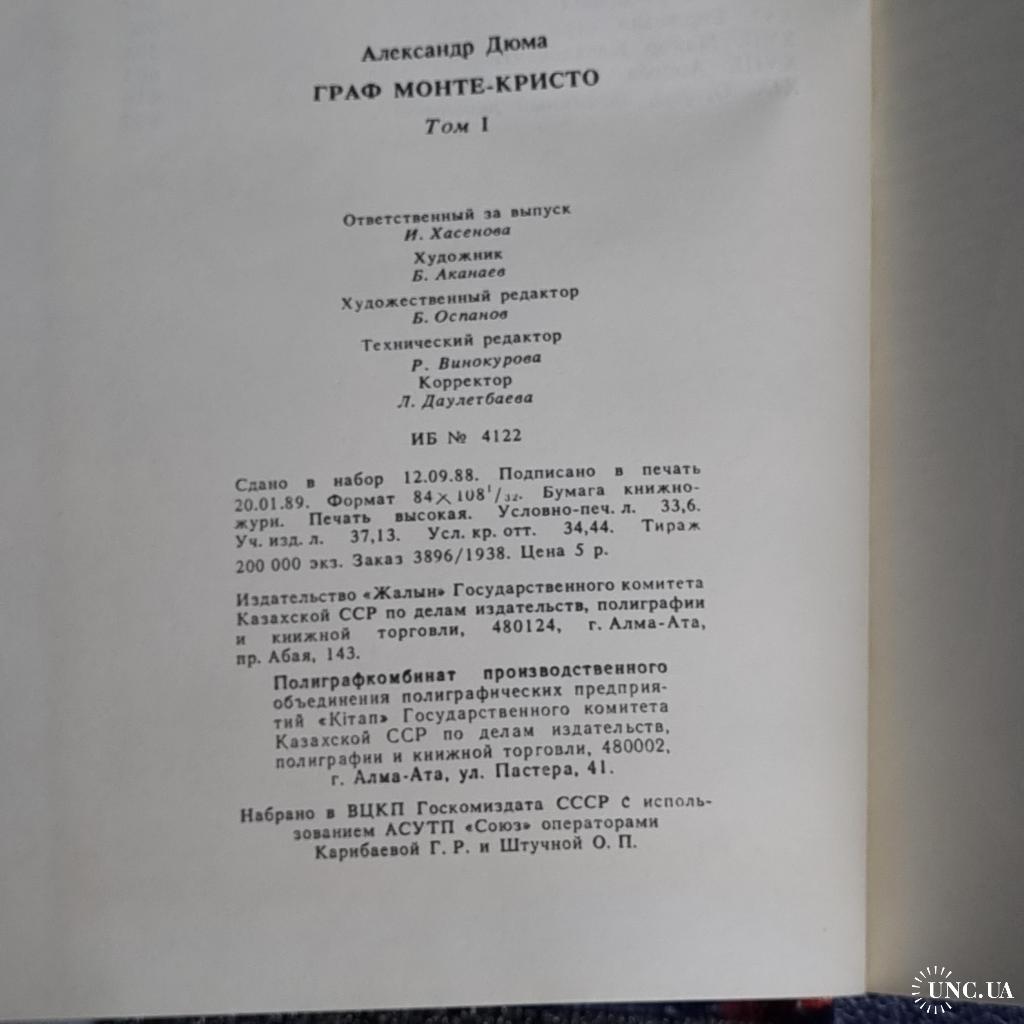 Александр Дюма
ГРАФ МОНТЕ-КРИСТО
Том I
Ответственный за выпуск
И. Хасенова
Художник
Б. Аканаев
Художественный редактор
Б. Оспанов
Технический редактор
Р. Винокурова
Корректор
Л. Даулетбаева
ИБ № 4122
Сдано в набор 12.09.88. Подписано в печать
20.01.89. Формат 84×108¹/₃₂. Бумага книжно-
жури. Печать высокая. Условно-печ. л. 33,6.
Уч. изд. л. 37,13. Усл. кр. отт. 34,44. Тираж
200 000 экз. Заказ 3896/1938. Цена 5 р.
Издательство «Жалын» Государственного комитета
Казахской ССР по делам издательств, полиграфии
и книжной торговли, 480124, г. Алма-Ата,
пр. Абая, 143.
Полиграфкомбинат производственного
объединения полиграфических предприя-
тий «Кітап» Государственного комитета
Казахской ССР по делам издательств,
полиграфии и книжной торговли, 480002,
г. Алма-Ата, ул. Пастера, 41.
Набрано в ВЦКП Госкомиздата СССР с исполь-
зованием АСУТП «Союз» операторами
Карибаевой Г. Р. и Штучной О. П.
UNC.UA